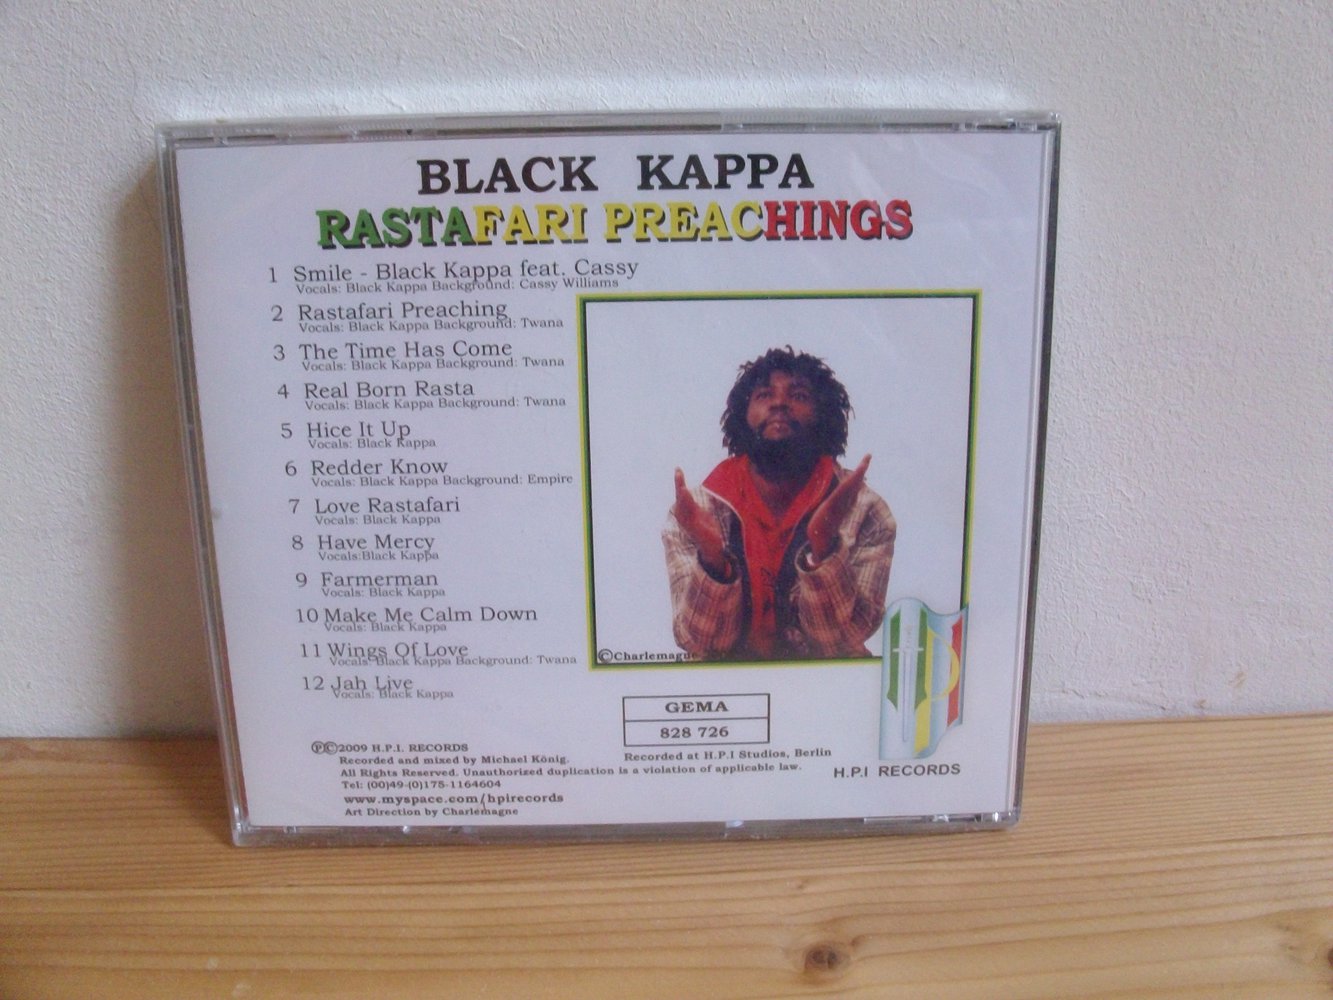 BLACK KAPPA
RASTAFARI PREACHINGS
1 Smile - Black Kappa feat. Cassy
Vocals: Black Kappa Background: Cassy Williams
2 Rastafari Preaching
Vocals: Black Kappa Background: Twana
3 The Time Has Come
Vocals: Black Kappa Background: Twana
4 Real Born Rasta
Vocals: Black Kappa Background: Twana
5 Hice It Up
Vocals: Black Kappa
6 Redder Know
Vocals: Black Kappa Background: Empire
7 Love Rastafari
Vocals: Black Kappa
8 Have Mercy
Vocals:Black Kappa
9 Farmerman
Vocals: Black Kappa
10 Make Me Calm Down
Vocals: Black Kappa
11 Wings Of Love
Vocals: Black Kappa Background: Twana
12 Jah Live
Vocals: Black Kappa
©Charlemagne
GEMA
828 726
Recorded at H.P.I Studios, Berlin
℗©2009 H.P.I. RECORDS
Recorded and mixed by Michael König.
All Rights Reserved. Unauthorized duplication is a violation of applicable law.
Tel: (00)49-(0)175-1164604
www.myspace.com/hpirecords
Art Direction by Charlemagne
HPI
H.P.I RECORDS